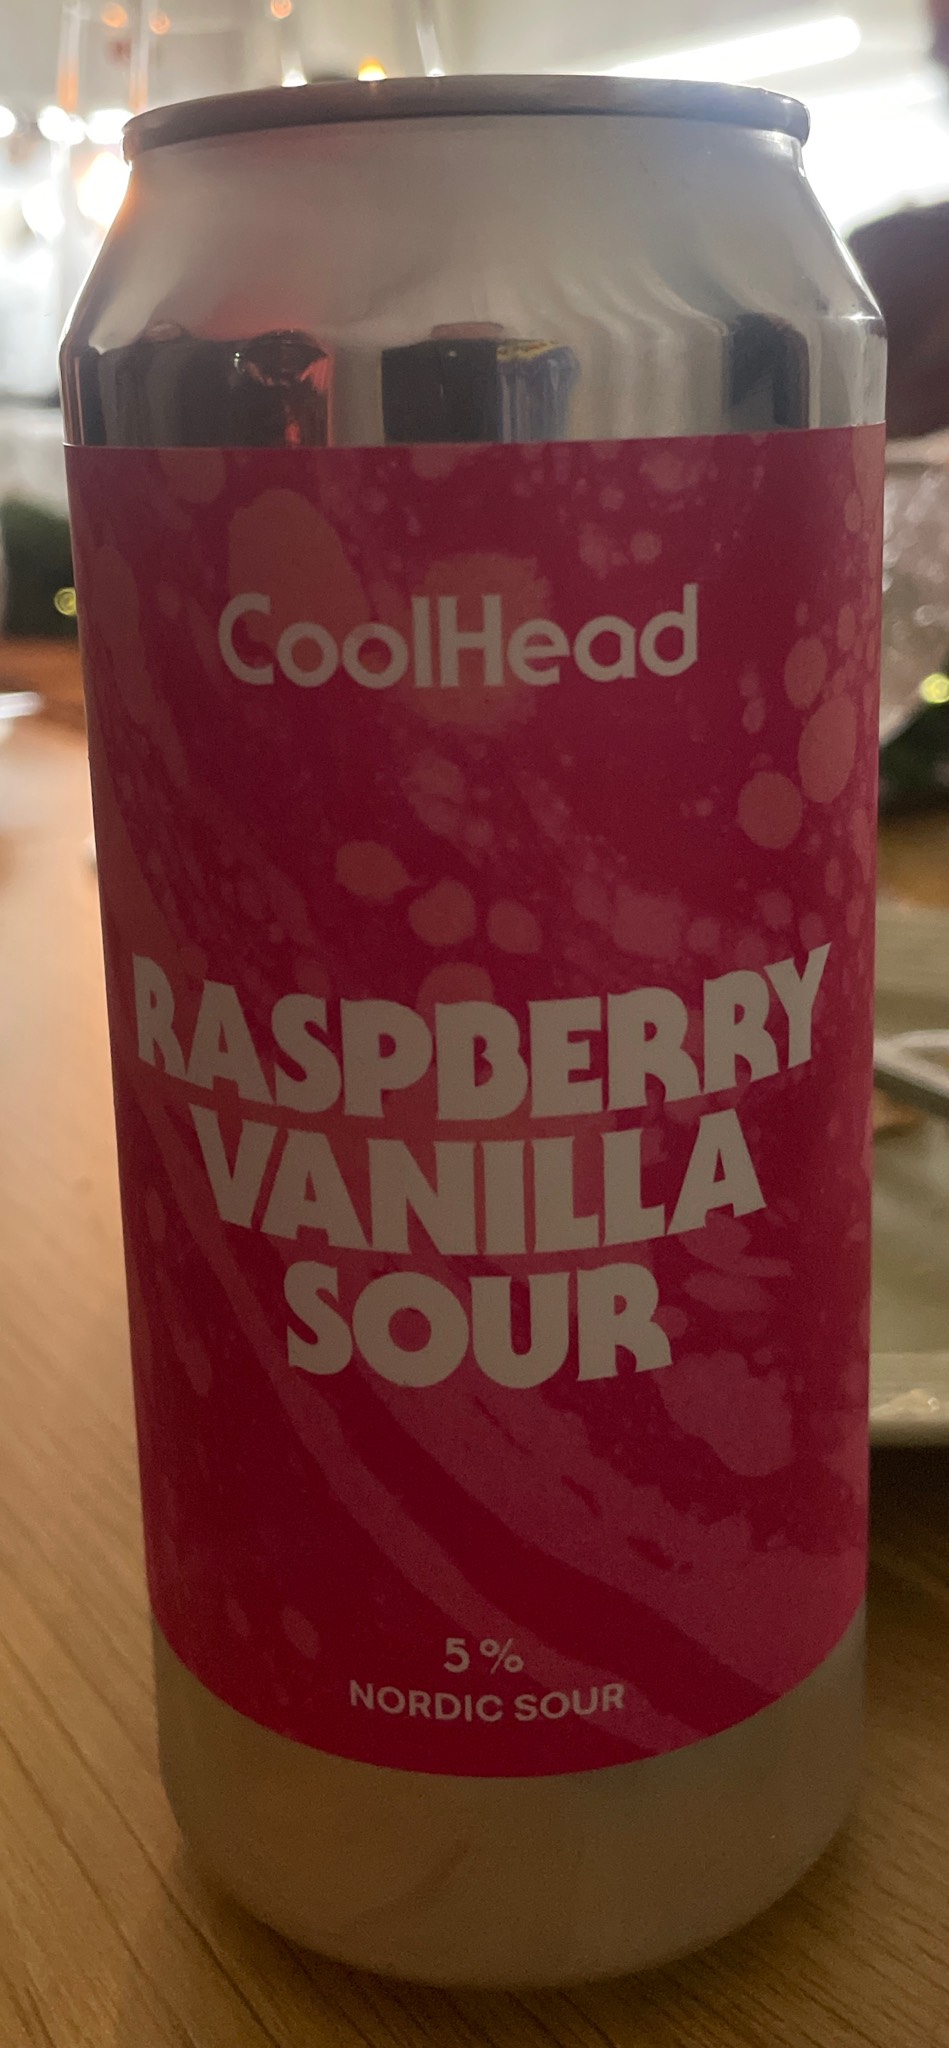 CoolHead
RASPBERRY
VANILLA
SOUR
5 %
NORDIC SOUR